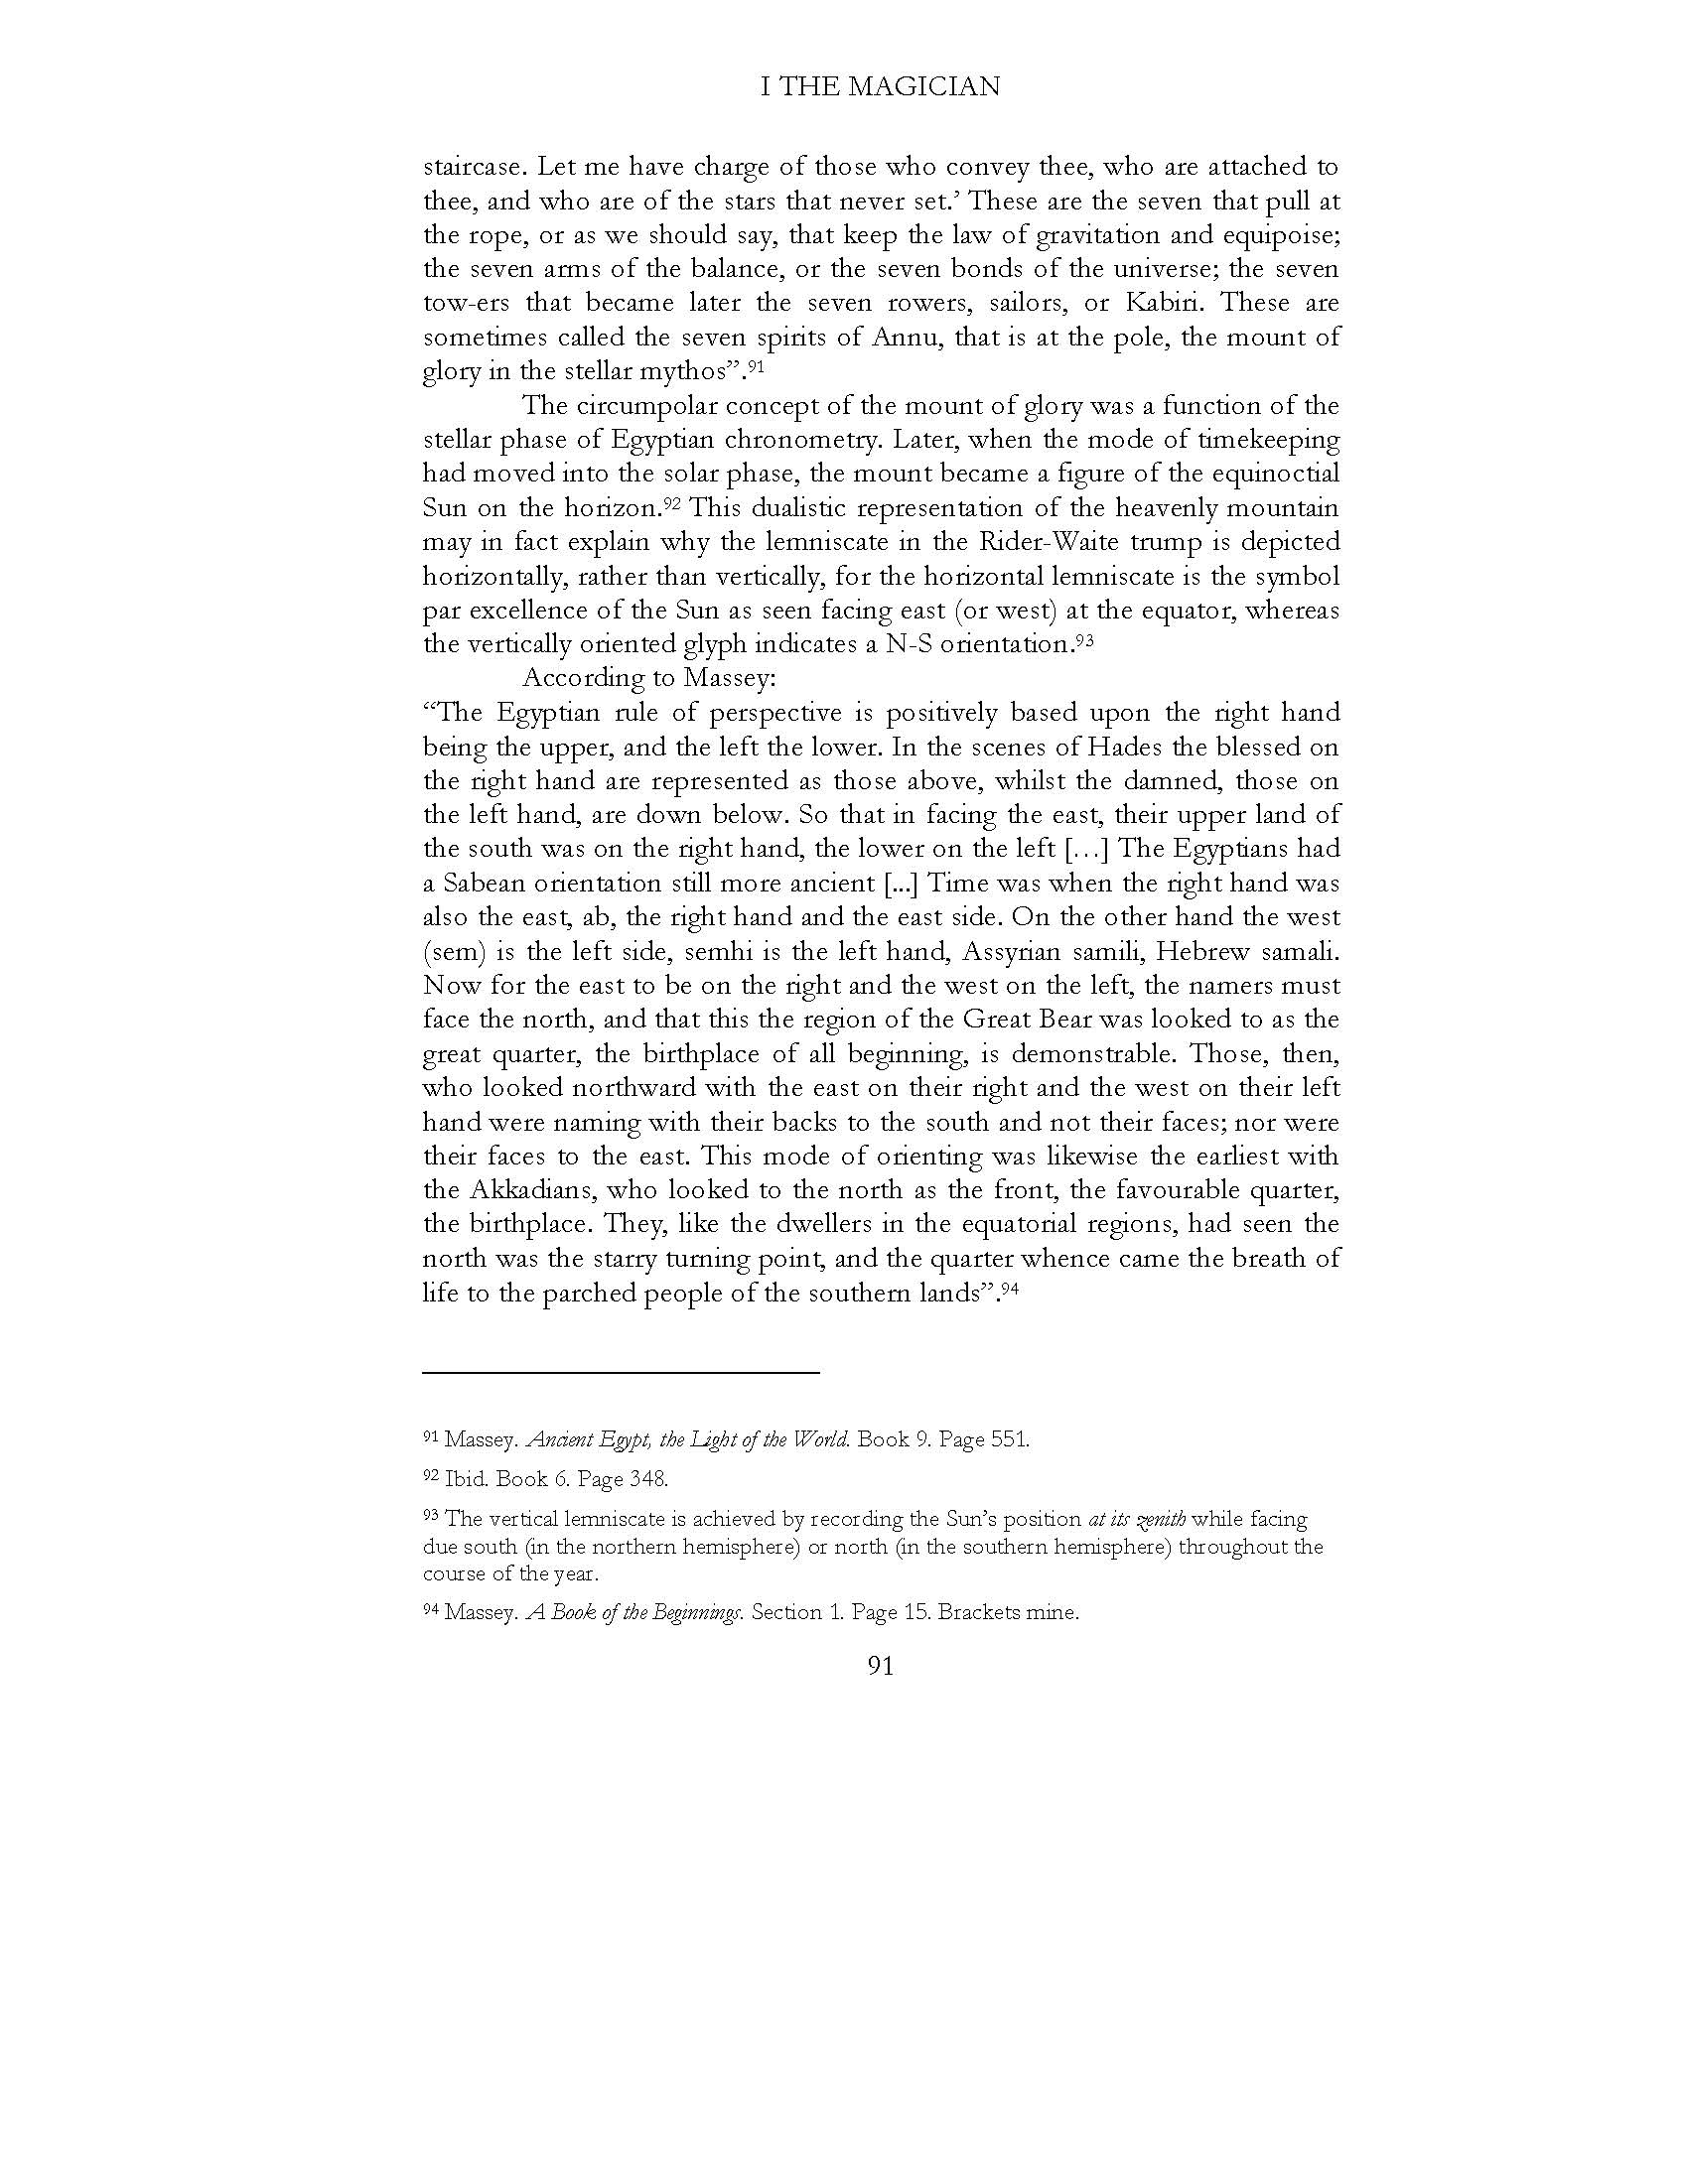 I THE MAGICIAN
staircase. Let me have charge of those who convey thee, who are attached to
thee, and who are of the stars that never set.’ These are the seven that pull at
the rope, or as we should say, that keep the law of gravitation and equipoise;
the seven arms of the balance, or the seven bonds of the universe; the seven
tow-ers that became later the seven rowers, sailors, or Kabiri. These are
sometimes called the seven spirits of Annu, that is at the pole, the mount of
glory in the stellar mythos”.91
The circumpolar concept of the mount of glory was a function of the
stellar phase of Egyptian chronometry. Later, when the mode of timekeeping
had moved into the solar phase, the mount became a figure of the equinoctial
Sun on the horizon.92 This dualistic representation of the heavenly mountain
may in fact explain why the lemniscate in the Rider-Waite trump is depicted
horizontally, rather than vertically, for the horizontal lemniscate is the symbol
par excellence of the Sun as seen facing east (or west) at the equator, whereas
the vertically oriented glyph indicates a N-S orientation.93
According to Massey:
“The Egyptian rule of perspective is positively based upon the right hand
being the upper, and the left the lower. In the scenes of Hades the blessed on
the right hand are represented as those above, whilst the damned, those on
the left hand, are down below. So that in facing the east, their upper land of
the south was on the right hand, the lower on the left […] The Egyptians had
a Sabean orientation still more ancient [...] Time was when the right hand was
also the east, ab, the right hand and the east side. On the other hand the west
(sem) is the left side, semhi is the left hand, Assyrian samili, Hebrew samali.
Now for the east to be on the right and the west on the left, the namers must
face the north, and that this the region of the Great Bear was looked to as the
great quarter, the birthplace of all beginning, is demonstrable. Those, then,
who looked northward with the east on their right and the west on their left
hand were naming with their backs to the south and not their faces; nor were
their faces to the east. This mode of orienting was likewise the earliest with
the Akkadians, who looked to the north as the front, the favourable quarter,
the birthplace. They, like the dwellers in the equatorial regions, had seen the
north was the starry turning point, and the quarter whence came the breath of
life to the parched people of the southern lands”.94
91 Massey. Ancient Egypt, the Light of the World. Book 9. Page 551.
92 Ibid. Book 6. Page 348.
93 The vertical lemniscate is achieved by recording the Sun’s position at its zenith while facing
due south (in the northern hemisphere) or north (in the southern hemisphere) throughout the
course of the year.
94 Massey. A Book of the Beginnings. Section 1. Page 15. Brackets mine.
91